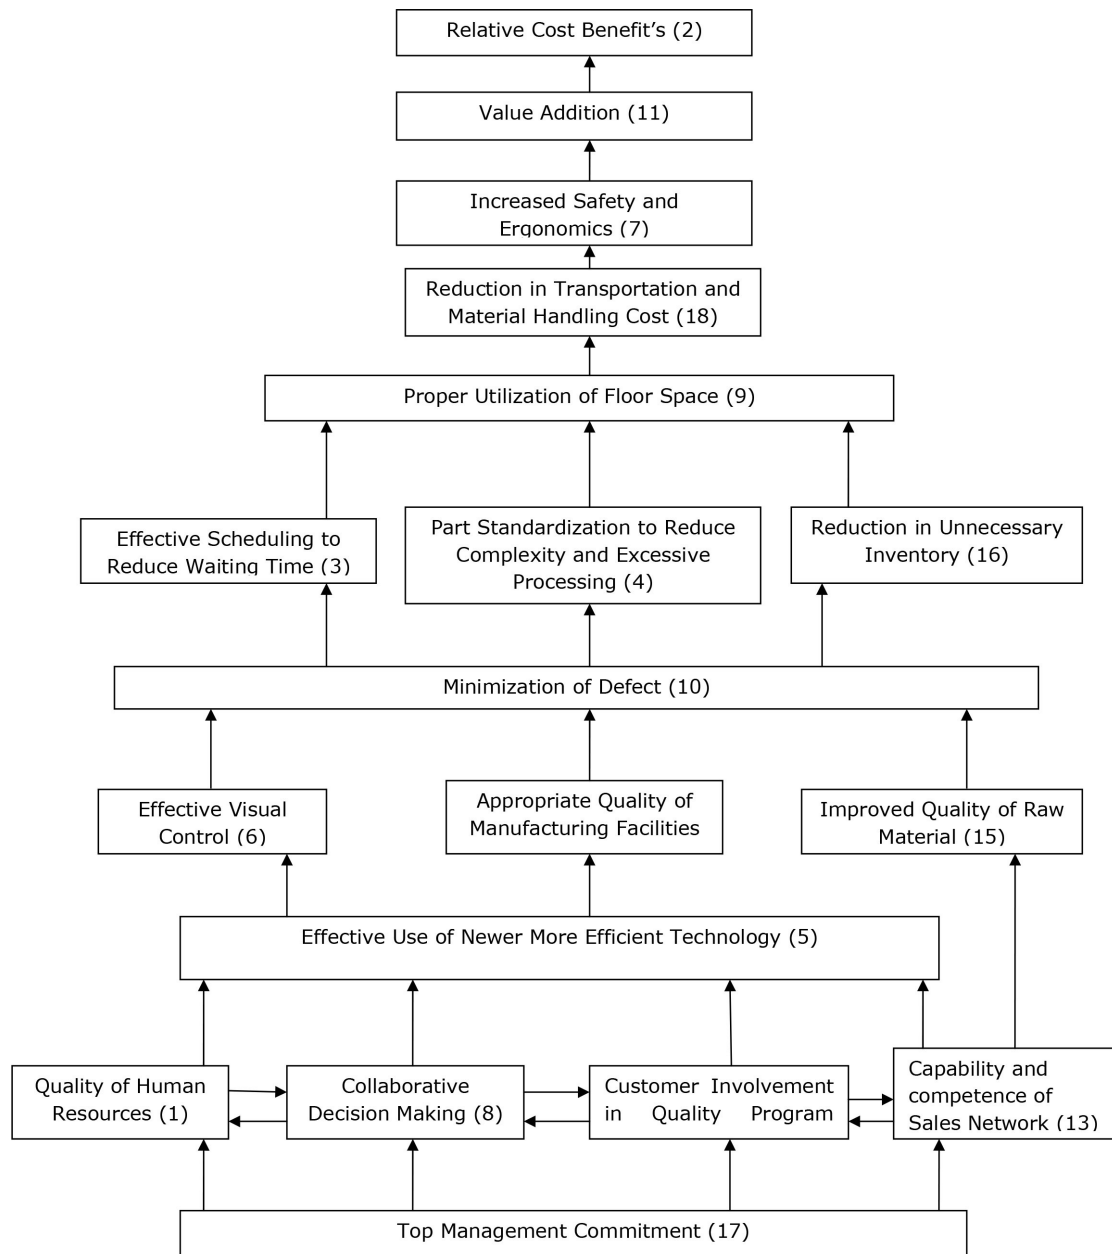 Relative Cost Benefit’s (2)
Value Addition (11)
Increased Safety and
Ergonomics (7)
Reduction in Transportation and
Material Handling Cost (18)
Proper Utilization of Floor Space (9)
Effective Scheduling to
Reduce Waiting Time (3)
Part Standardization to Reduce
Complexity and Excessive
Processing (4)
Reduction in Unnecessary
Inventory (16)
Minimization of Defect (10)
Effective Visual
Control (6)
Appropriate Quality of
Manufacturing Facilities
Improved Quality of Raw
Material (15)
Effective Use of Newer More Efficient Technology (5)
Quality of Human
Resources (1)
Collaborative
Decision Making (8)
Customer Involvement
in Quality Program
Capability and
competence of
Sales Network (13)
Top Management Commitment (17)